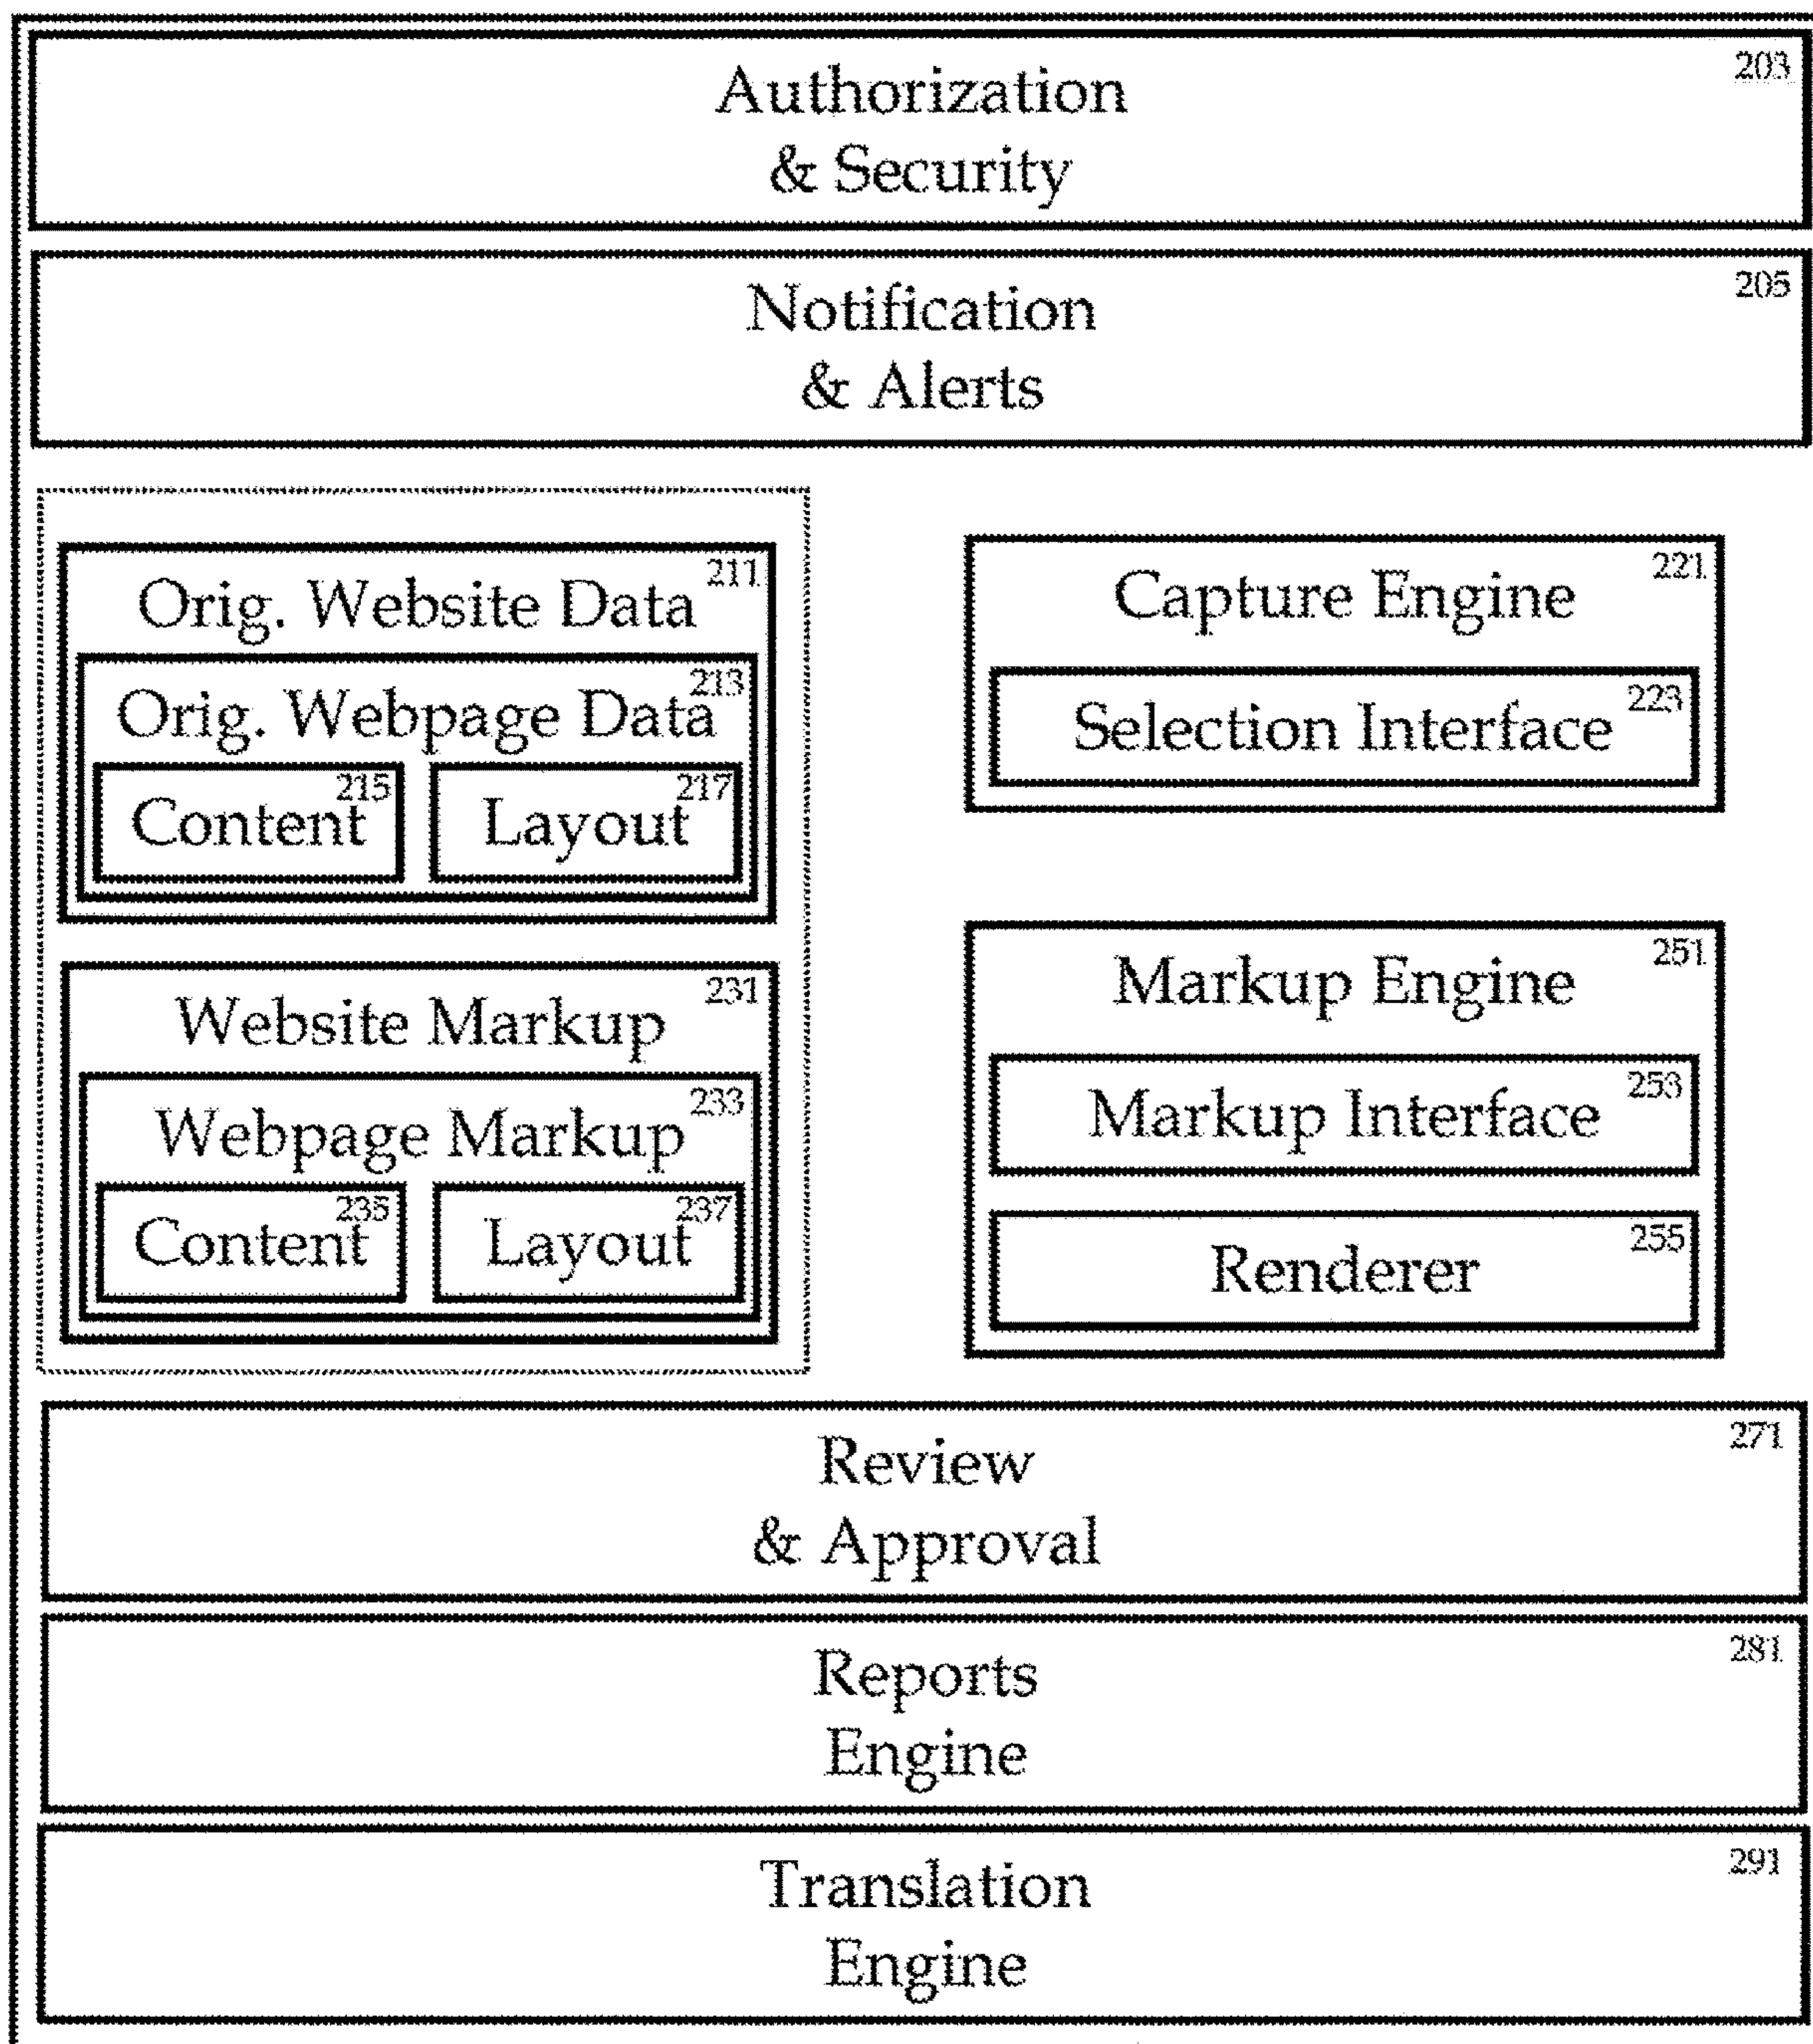 203
Authorization
& Security
205
Notification
& Alerts
211
Orig. Website Data
213
Orig. Webpage Data
215
Content
217
Layout
231
Website Markup
233
Webpage Markup
235
Content
237
Layout
221
Capture Engine
223
Selection Interface
251
Markup Engine
253
Markup Interface
255
Renderer
271
Review
& Approval
281
Reports
Engine
291
Translation
Engine